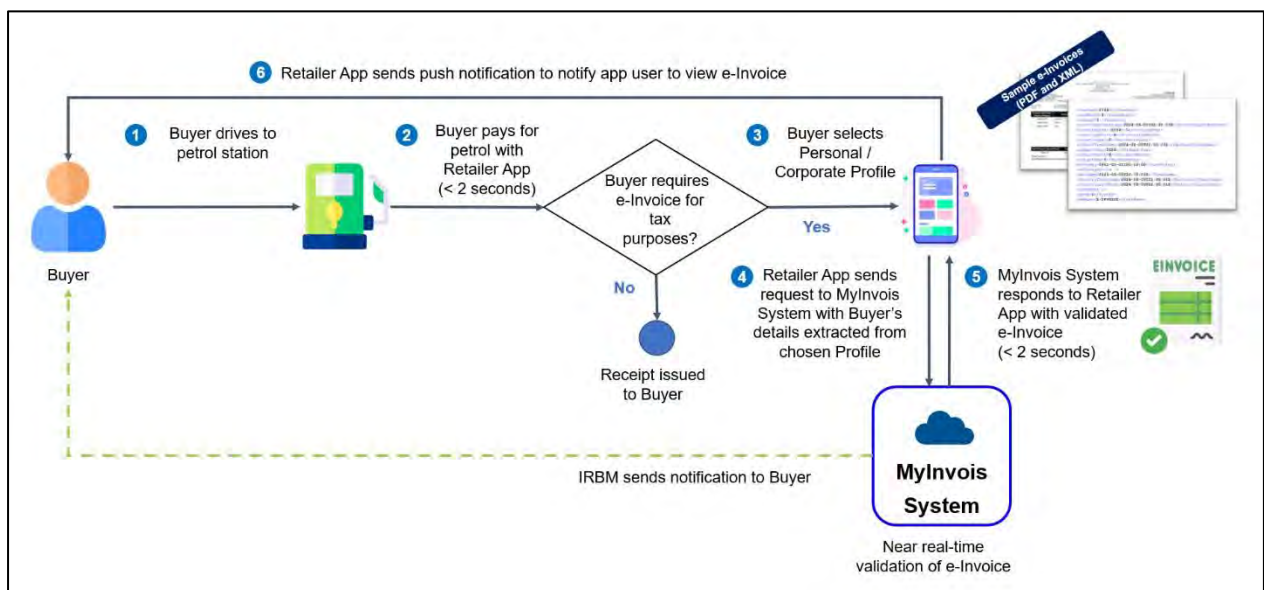 6 Retailer App sends push notification to notify app user to view e-Invoice
Sample e-Invoices
(PDF and XML)
1 Buyer drives to
petrol station
2 Buyer pays for
petrol with
Retailer App
(< 2 seconds)
3 Buyer selects
Personal /
Corporate Profile
Buyer requires
e-Invoice for
tax
purposes?
Yes
Buyer
No
Receipt issued
to Buyer
4 Retailer App sends
request to MyInvois
System with Buyer's
details extracted from
chosen Profile
5 MyInvois System
responds to Retailer
App with validated
e-Invoice
(< 2 seconds)
EINVOICE
IRBM sends notification to Buyer
MyInvois
System
Near real-time
validation of e-Invoice